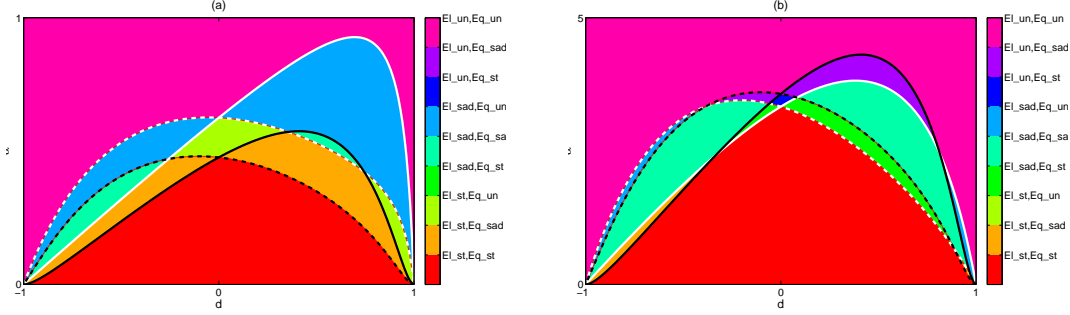 (a)
1
0
−1
0
1
d
El_un,Eq_un
El_un,Eq_sad
El_un,Eq_st
El_sad,Eq_un
El_sad,Eq_sa
El_sad,Eq_st
El_st,Eq_un
El_st,Eq_sad
El_st,Eq_st
(b)
5
0
−1
0
1
d
El_un,Eq_un
El_un,Eq_sad
El_un,Eq_st
El_sad,Eq_un
El_sad,Eq_sa
El_sad,Eq_st
El_st,Eq_un
El_st,Eq_sad
El_st,Eq_st